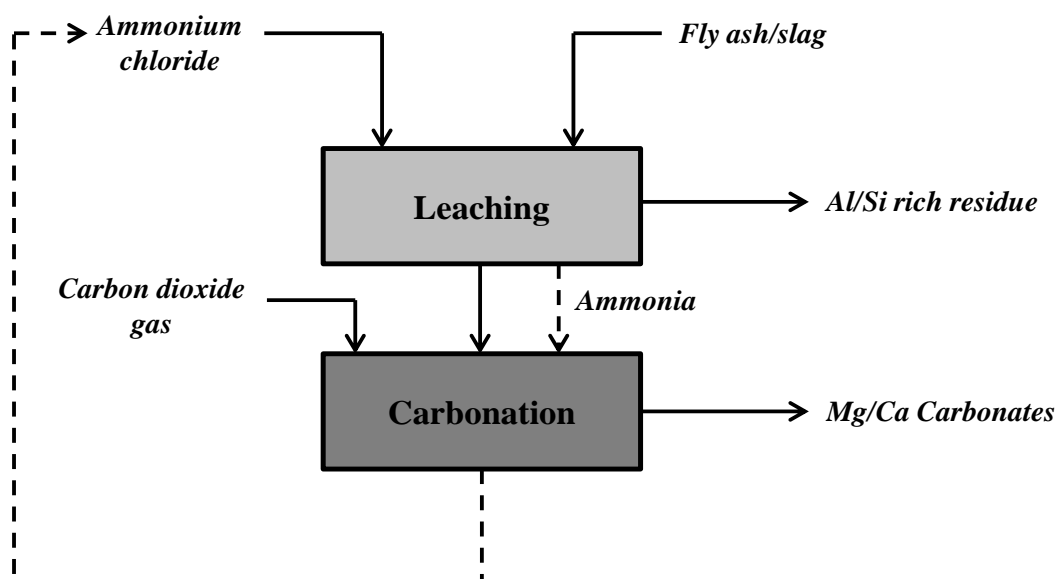 Ammonium
chloride
Fly ash/slag
Leaching
Al/Si rich residue
Carbon dioxide
gas
Ammonia
Carbonation
Mg/Ca Carbonates